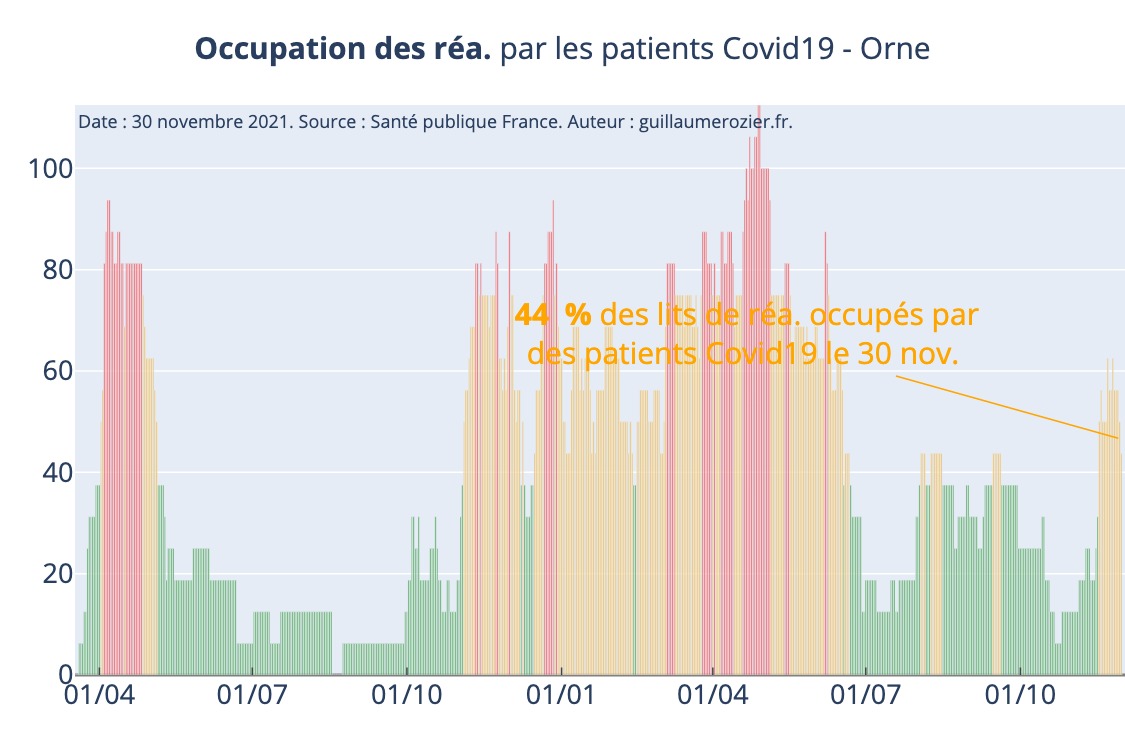 Occupation des réa. par les patients Covid19 - Orne
Date : 30 novembre 2021. Source : Santé publique France. Auteur : guillaumerozier.fr.
100
80
60
40
20
0
44 % des lits de réa. occupés par
des patients Covid19 le 30 nov.
01/04 01/07 01/10 01/01 01/04 01/07 01/10